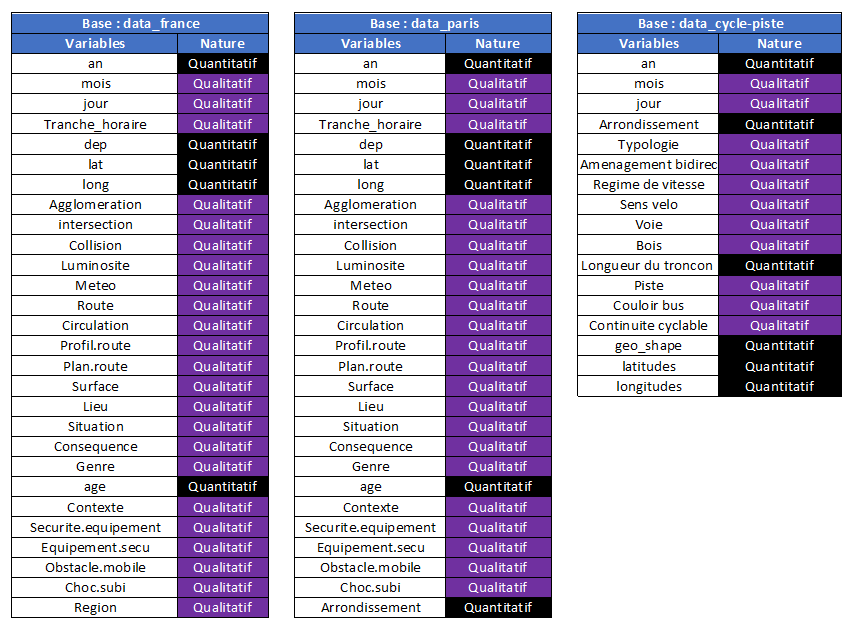 Base : data_france
Variables Nature
an Quantitatif
mois Qualitatif
jour Qualitatif
Tranche_horaire Qualitatif
dep Quantitatif
lat Quantitatif
long Quantitatif
Agglomeration Qualitatif
intersection Qualitatif
Collision Qualitatif
Luminosite Qualitatif
Meteo Qualitatif
Route Qualitatif
Circulation Qualitatif
Profil.route Qualitatif
Plan.route Qualitatif
Surface Qualitatif
Lieu Qualitatif
Situation Qualitatif
Consequence Qualitatif
Genre Qualitatif
age Quantitatif
Contexte Qualitatif
Securite.equipement Qualitatif
Equipement.secu Qualitatif
Obstacle.mobile Qualitatif
Choc.subi Qualitatif
Region Qualitatif
Base : data_paris
Variables Nature
an Quantitatif
mois Qualitatif
jour Qualitatif
Tranche_horaire Qualitatif
dep Quantitatif
lat Quantitatif
long Quantitatif
Agglomeration Qualitatif
intersection Qualitatif
Collision Qualitatif
Luminosite Qualitatif
Meteo Qualitatif
Route Qualitatif
Circulation Qualitatif
Profil.route Qualitatif
Plan.route Qualitatif
Surface Qualitatif
Lieu Qualitatif
Situation Qualitatif
Consequence Qualitatif
Genre Qualitatif
age Quantitatif
Contexte Qualitatif
Securite.equipement Qualitatif
Equipement.secu Qualitatif
Obstacle.mobile Qualitatif
Choc.subi Qualitatif
Arrondissement Quantitatif
Base : data_cycle-piste
Variables Nature
an Quantitatif
mois Qualitatif
jour Qualitatif
Arrondissement Quantitatif
Typologie Qualitatif
Amenagement bidirec Qualitatif
Regime de vitesse Qualitatif
Sens velo Qualitatif
Voie Qualitatif
Bois Qualitatif
Longueur du troncon Quantitatif
Piste Qualitatif
Couloir bus Qualitatif
Continuite cyclable Qualitatif
geo_shape Quantitatif
latitudes Quantitatif
longitudes Quantitatif